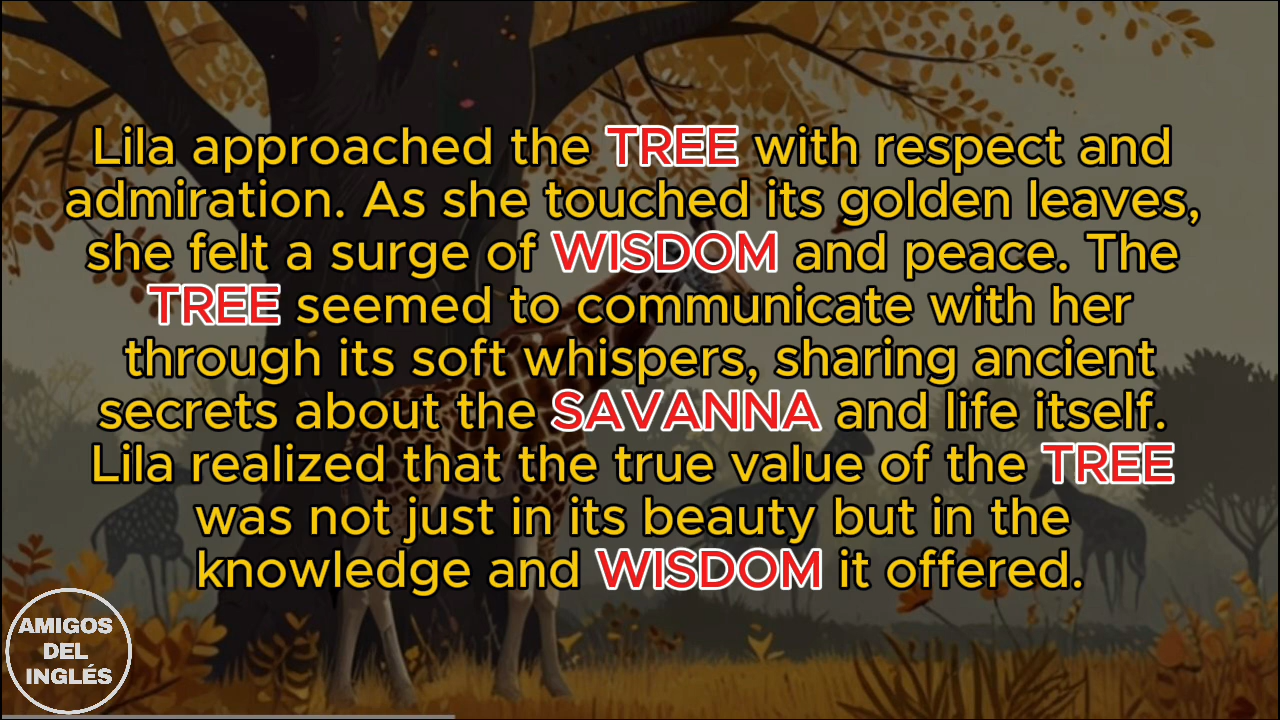 Lila approached the TREE with respect and
admiration. As she touched its golden leaves,
she felt a surge of WISDOM and peace. The
TREE seemed to communicate with her
through its soft whispers, sharing ancient
secrets about the SAVANNA and life itself.
Lila realized that the true value of the TREE
was not just in its beauty but in the
knowledge and WISDOM it offered.
AMIGOS
DEL
INGLÉS